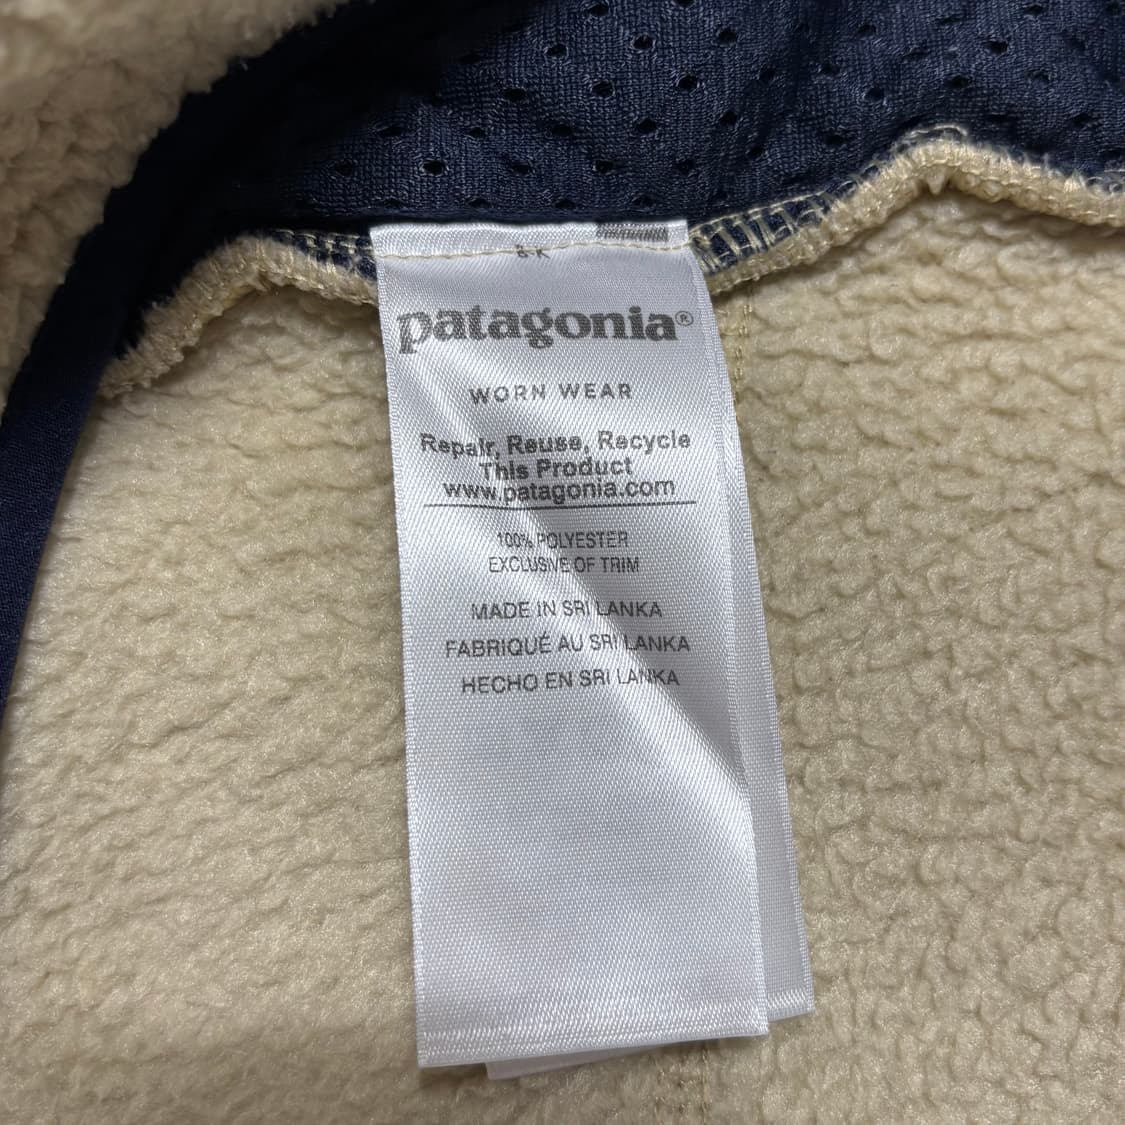 patagonia®
WORN WEAR
Repair, Reuse, Recycle
This Product
www.patagonia.com
100% POLYESTER
EXCLUSIVE OF TRIM
MADE IN SRI LANKA
FABRIQUÉ AU SRI LANKA
HECHO EN SRI LANKA